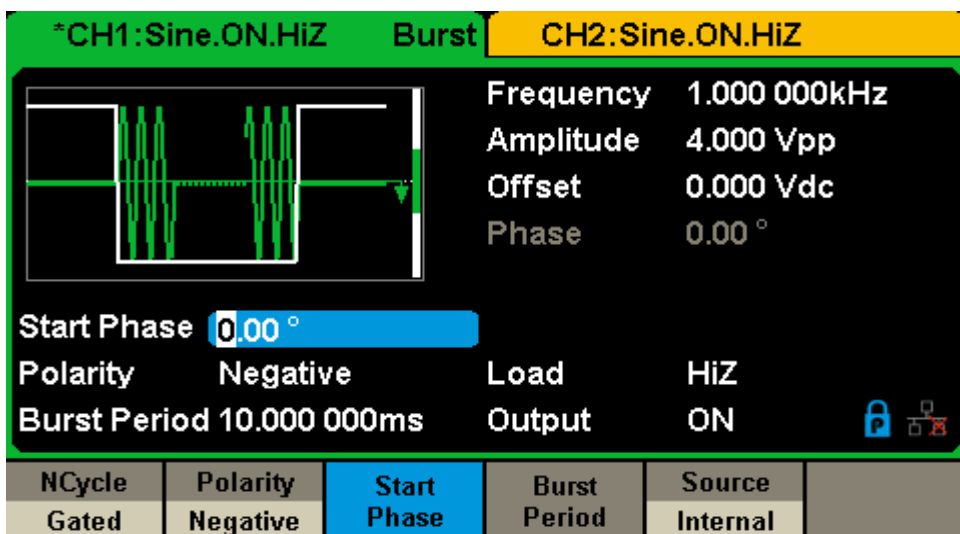 *CH1:Sine.ON.HiZ Burst CH2:Sine.ON.HiZ
Frequency 1.000 000kHz
Amplitude 4.000 Vpp
Offset 0.000 Vdc
Phase 0.00 °
Start Phase 0.00 °
Polarity Negative Load HiZ
Burst Period 10.000 000ms Output ON P
NCycle Polarity Start Burst Source
Gated Negative Phase Period Internal